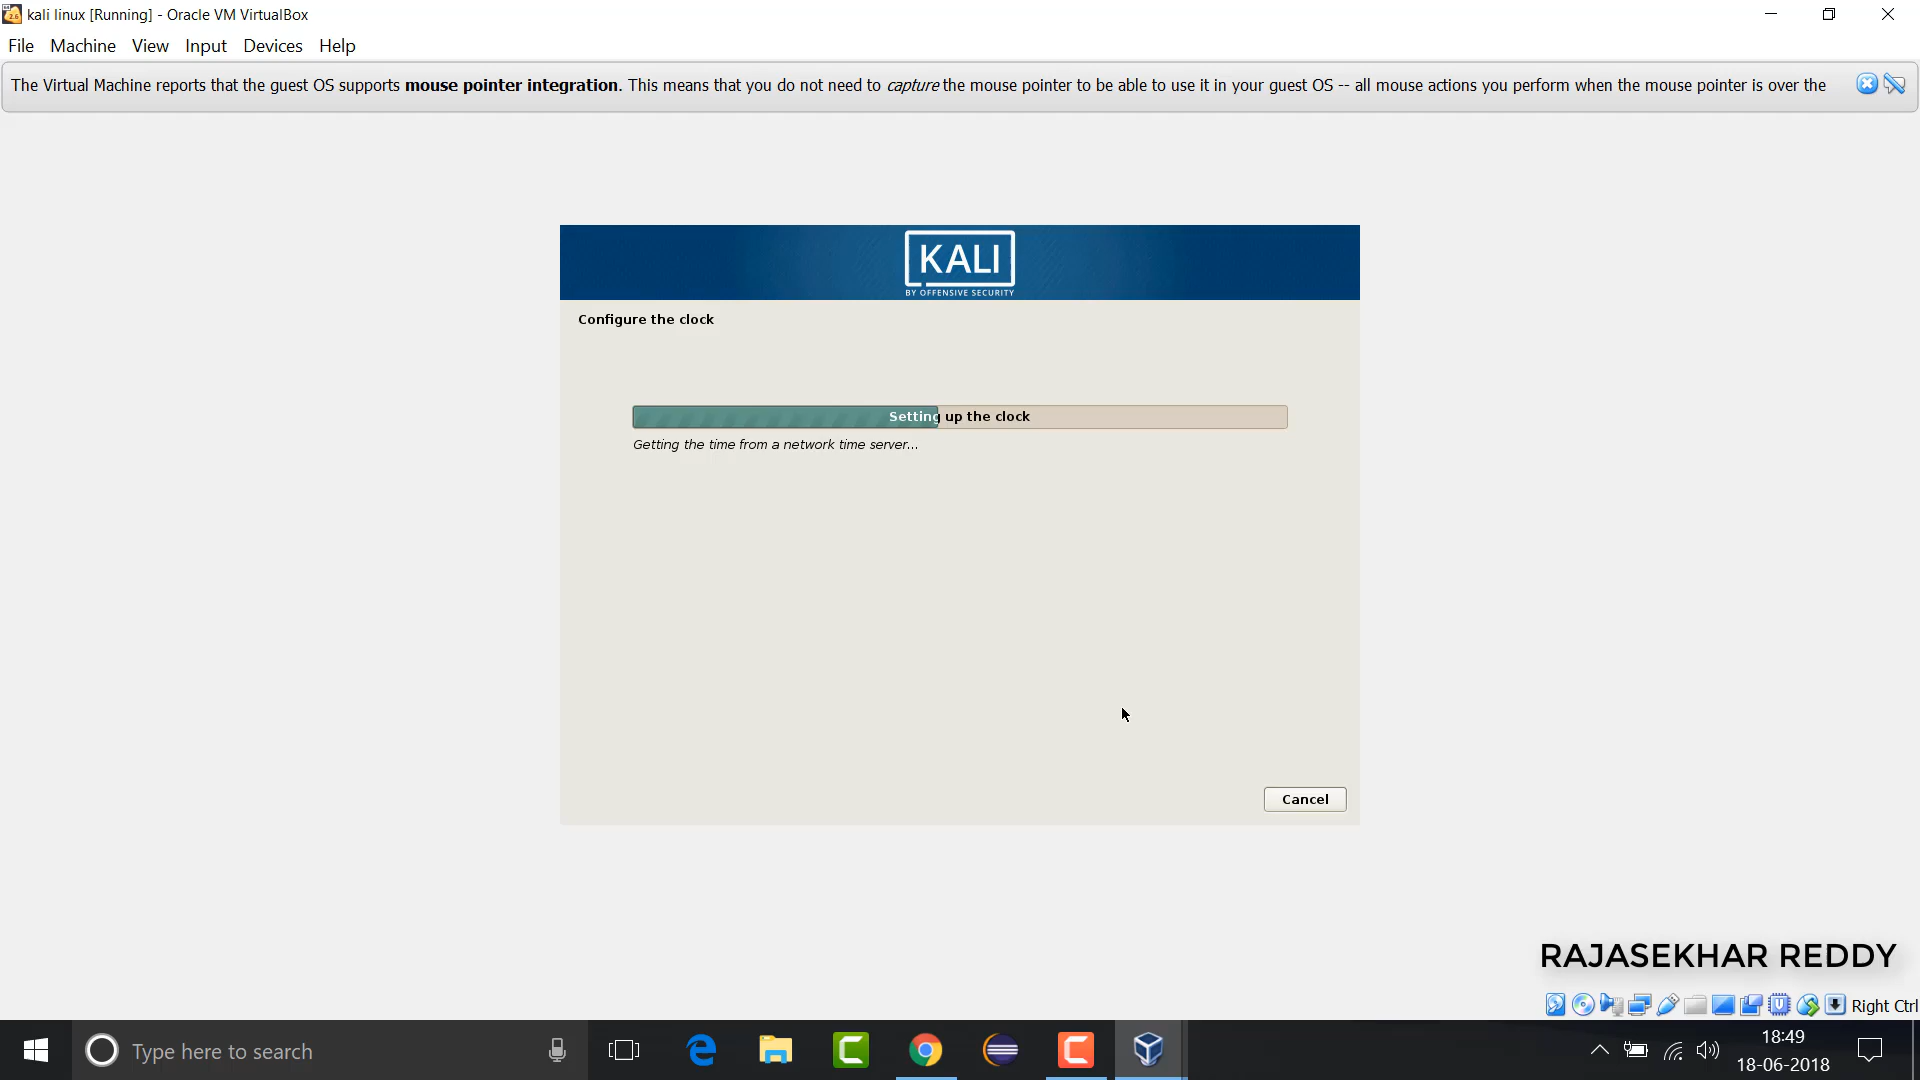 kali linux [Running] - Oracle VM VirtualBox
File Machine View Input Devices Help
The Virtual Machine reports that the guest OS supports mouse pointer integration. This means that you do not need to capture the mouse pointer to be able to use it in your guest OS -- all mouse actions you perform when the mouse pointer is over the
KALI
BY OFFENSIVE SECURITY
Configure the clock
Setting up the clock
Getting the time from a network time server...
Cancel
RAJASEKHAR REDDY
Right Ctrl
Type here to search
18:49
18-06-2018